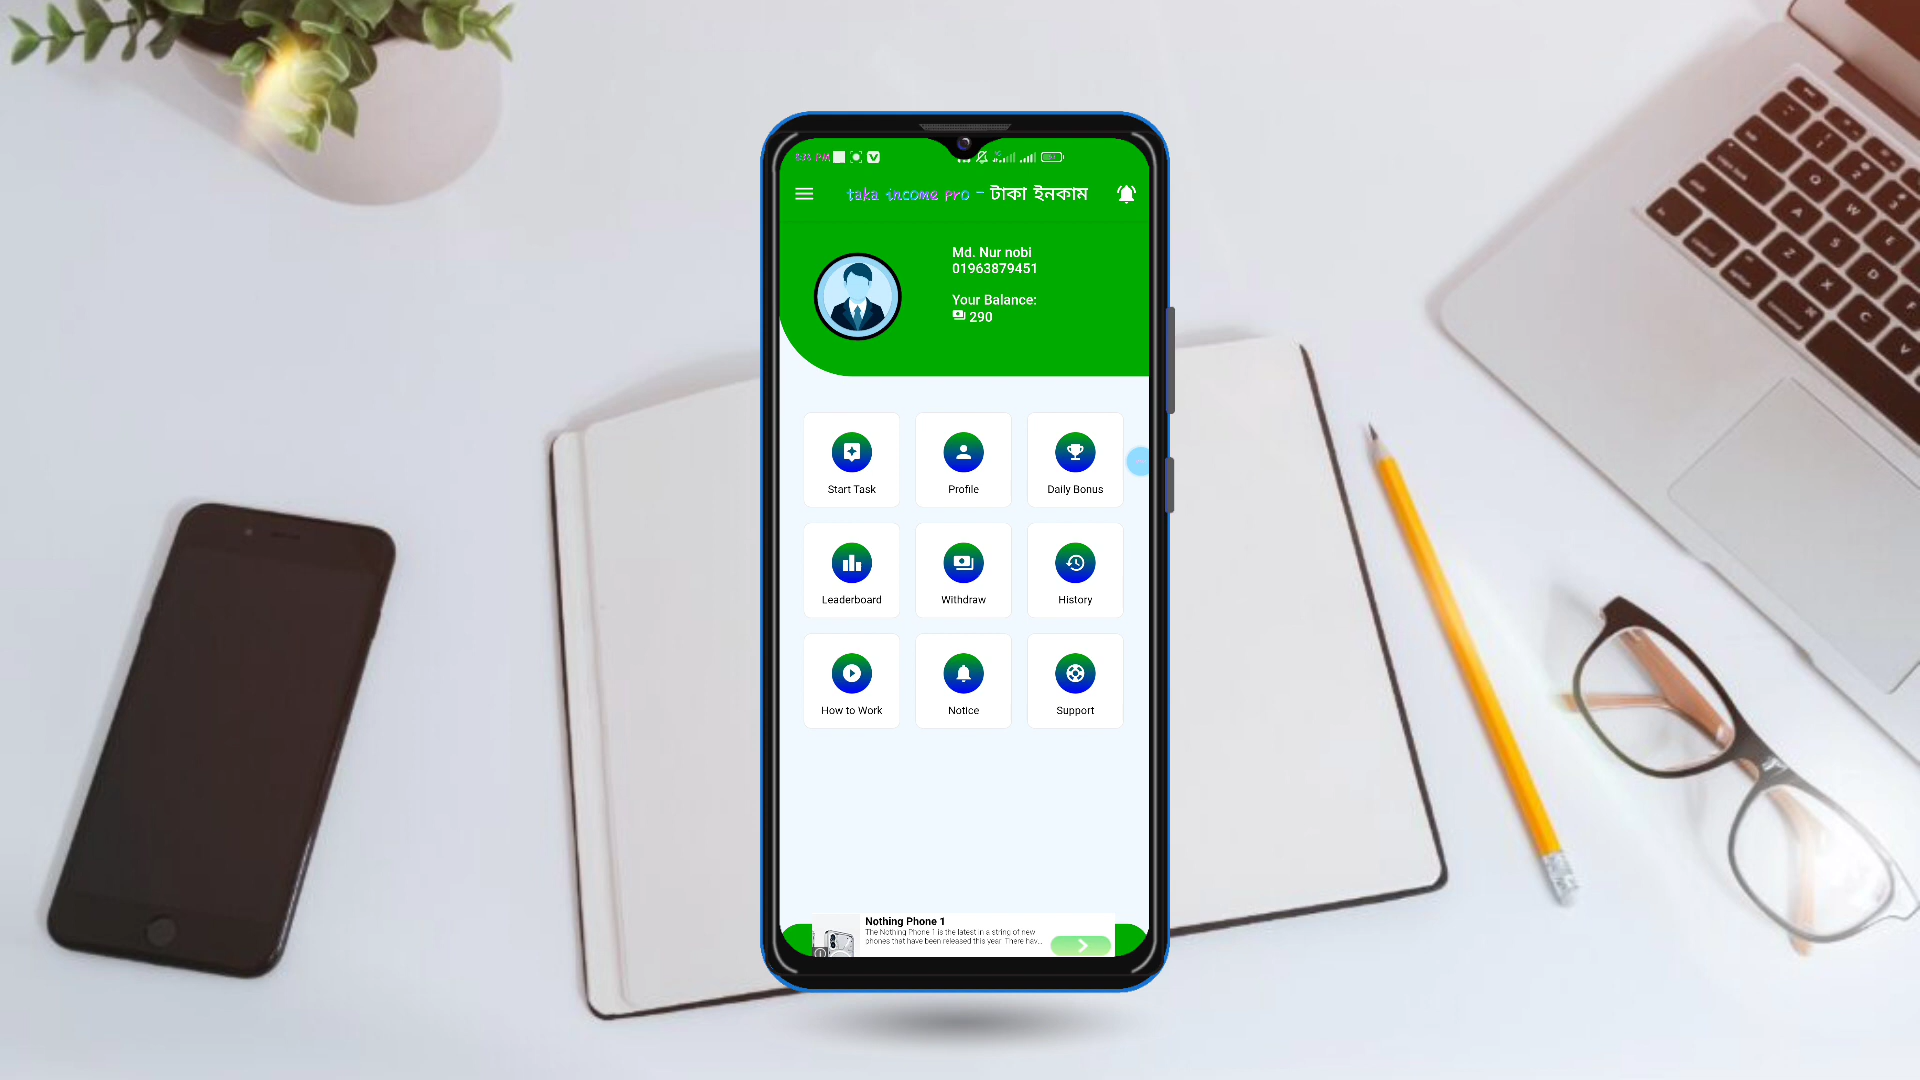 taka income pro - টাকা ইনকাম
Md. Nur nobi
01963879451
Your Balance:
290
Start Task
Profile
Daily Bonus
Leaderboard
Withdraw
History
How to Work
Notice
Support
Nothing Phone 1
The Nothing Phone 1 is the latest in a string of new
phones that have been released this year. There hav...